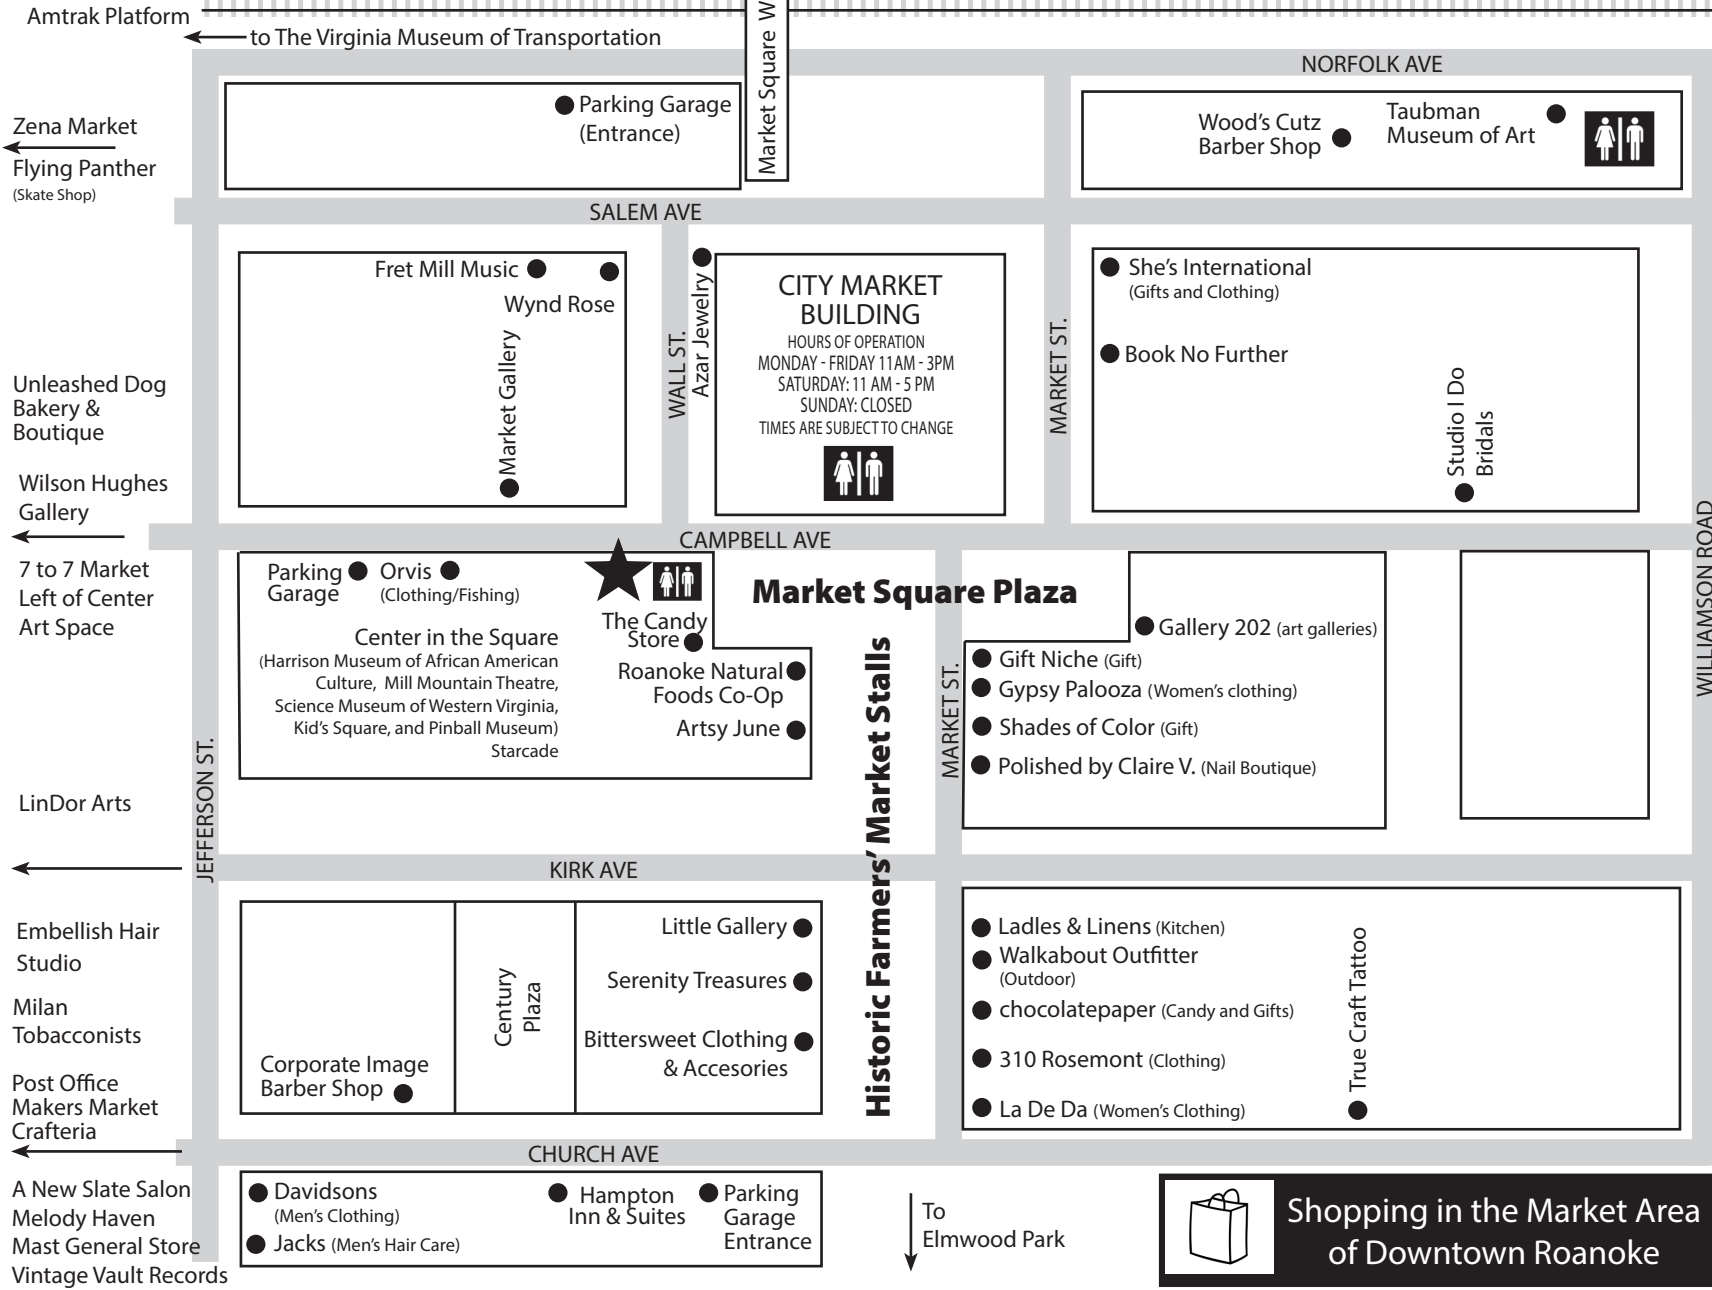 Amtrak Platform
to The Virginia Museum of Transportation
Market Square W
NORFOLK AVE
Zena Market
Flying Panther
(Skate Shop)
Parking Garage
(Entrance)
Wood's Cutz
Barber Shop
Taubman
Museum of Art
SALEM AVE
Fret Mill Music
Wynd Rose
Market Gallery
WALL ST.
Azar Jewelry
CITY MARKET
BUILDING
HOURS OF OPERATION
MONDAY - FRIDAY 11AM - 3PM
SATURDAY: 11 AM - 5 PM
SUNDAY: CLOSED
TIMES ARE SUBJECT TO CHANGE
MARKET ST.
She's International
(Gifts and Clothing)
Book No Further
Studio I Do
Bridals
Unleashed Dog
Bakery &
Boutique
Wilson Hughes
Gallery
CAMPBELL AVE
WILLIAMSON ROAD
7 to 7 Market
Left of Center
Art Space
Parking
Garage
Orvis
(Clothing/Fishing)
The Candy
Store
Center in the Square
(Harrison Museum of African American
Culture, Mill Mountain Theatre,
Science Museum of Western Virginia,
Kid's Square, and Pinball Museum)
Starcade
Roanoke Natural
Foods Co-Op
Artsy June
Market Square Plaza
Historic Farmers' Market Stalls
MARKET ST.
Gallery 202 (art galleries)
Gift Niche (Gift)
Gypsy Palooza (Women's clothing)
Shades of Color (Gift)
Polished by Claire V. (Nail Boutique)
JEFFERSON ST.
LinDor Arts
KIRK AVE
Embellish Hair
Studio
Milan
Tobacconists
Post Office
Makers Market
Crafteria
Corporate Image
Barber Shop
Century
Plaza
Little Gallery
Serenity Treasures
Bittersweet Clothing
& Accesories
Ladles & Linens (Kitchen)
Walkabout Outfitter
(Outdoor)
chocolatepaper (Candy and Gifts)
310 Rosemont (Clothing)
La De Da (Women's Clothing)
True Craft Tattoo
CHURCH AVE
A New Slate Salon
Melody Haven
Mast General Store
Vintage Vault Records
Davidsons
(Men's Clothing)
Jacks (Men's Hair Care)
Hampton
Inn & Suites
Parking
Garage
Entrance
To
Elmwood Park
Shopping in the Market Area
of Downtown Roanoke